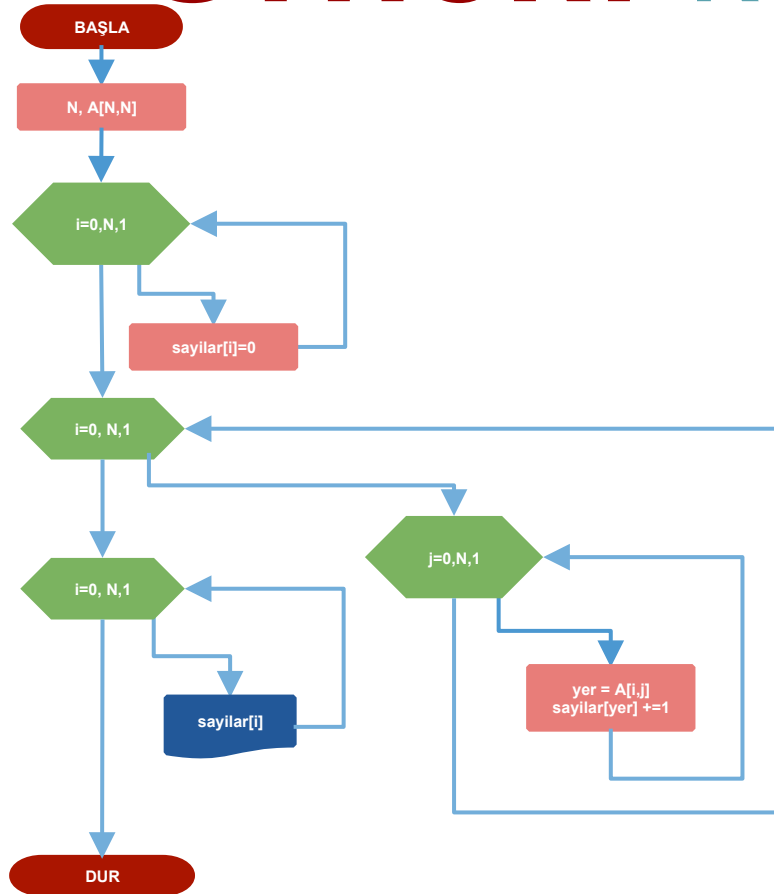 BAŞLA
N, A[N,N]
i=0,N,1
sayilar[i]=0
i=0, N,1
j=0,N,1
yer = A[i,j]
sayilar[yer] +=1
i=0, N,1
sayilar[i]
DUR